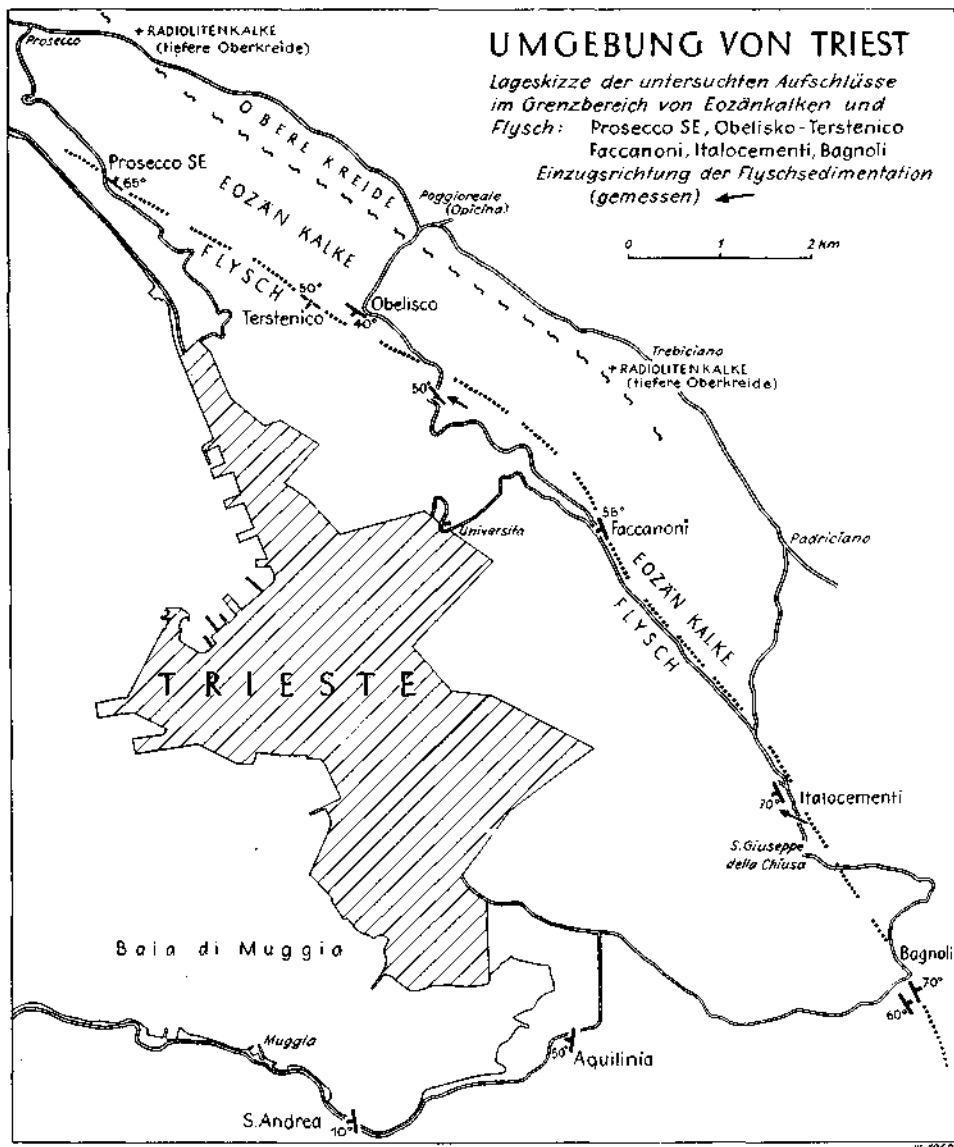 UMGEBUNG VON TRIEST
Lageskizze der untersuchten Aufschlüsse
im Grenzbereich von Eozänkalken und
Flysch: Prosecco SE, Obelisko-Terstenico
Faccanoni, Italocementi, Bagnoli
Einzugsrichtung der Flyschsedimentation
(gemessen)
0 1 2 km
Prosecco
+ RADIOLITENKALKE
(tiefere Oberkreide)
OBERE KREIDE
Prosecco SE
65°
EOZÄN KALKE
Poggioreale
(Opicina)
FLYSCH
50°
Terstenico
Obelisco
40°
Trebiciano
+ RADIOLITENKALKE
(tiefere Oberkreide)
50°
55°
Faccanoni
Universita
Padriciano
EOZÄN KALKE
FLYSCH
TRIESTE
Italocementi
70°
S. Giuseppe
della Chiusa
Baia di Muggia
Bagnoli
70°
60°
Muggia
50°
Aquilinia
S. Andrea
10°